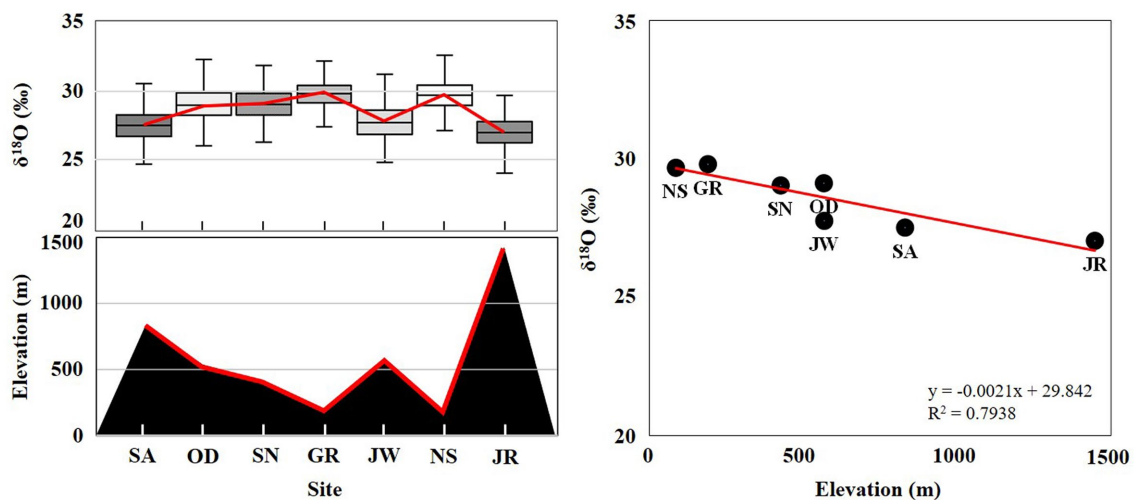 35
30
25
20
δ¹⁸O (‰)
1500
1000
500
0
Elevation (m)
SA OD SN GR JW NS JR
Site
35
30
25
20
δ¹⁸O (‰)
NS GR SN OD JW SA JR
y = -0.0021x + 29.842
R² = 0.7938
0 500 1000 1500
Elevation (m)